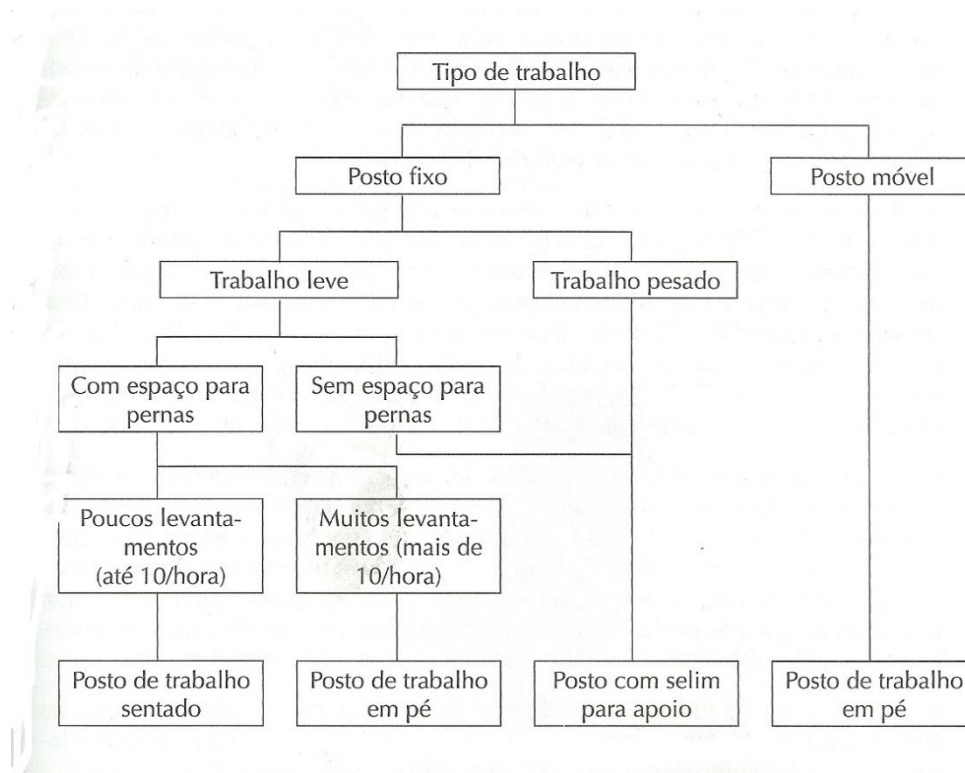 Tipo de trabalho
Posto fixo
Posto móvel
Trabalho leve
Trabalho pesado
Com espaço para
pernas
Sem espaço para
pernas
Poucos levanta-
mentos
(até 10/hora)
Muitos levanta-
mentos (mais de
10/hora)
Posto de trabalho
sentado
Posto de trabalho
em pé
Posto com selim
para apoio
Posto de trabalho
em pé